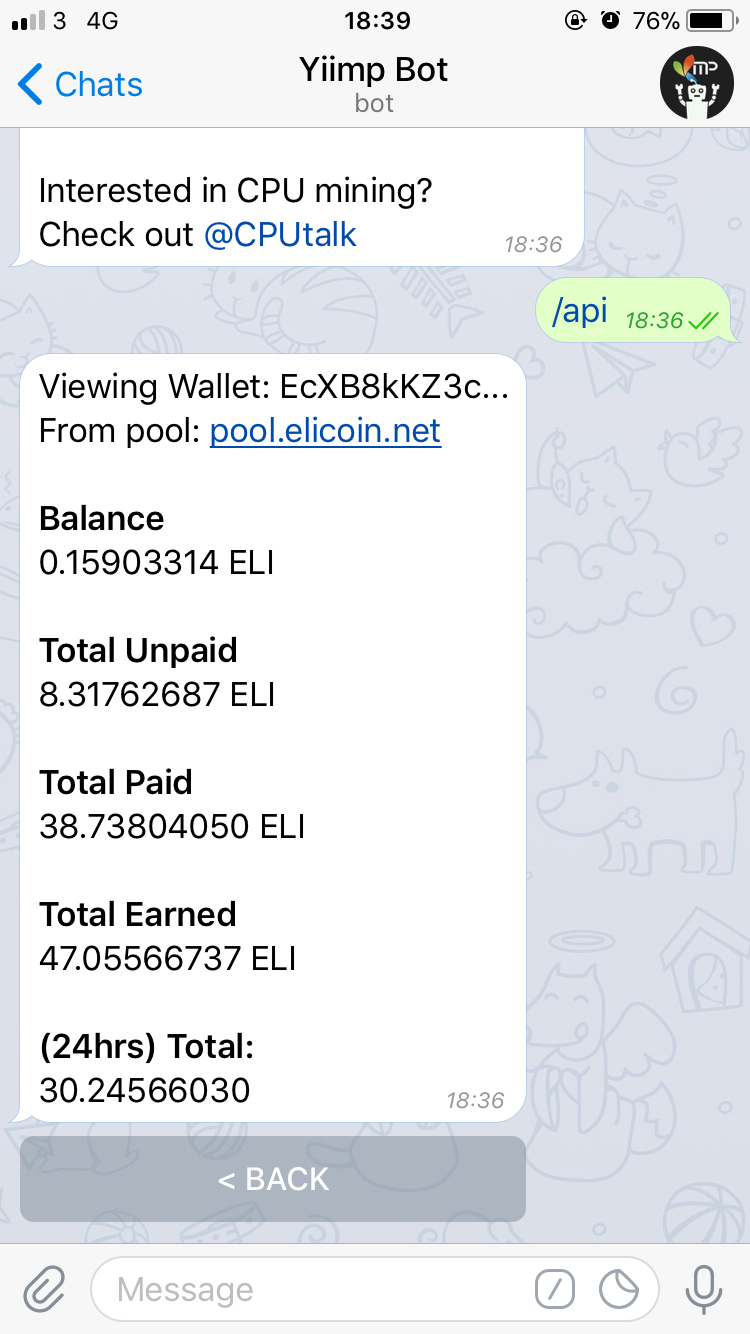 3 4G 18:39 76%
Chats
Yiimp Bot
bot
MP
Interested in CPU mining?
Check out @CPUtalk 18:36
/api 18:36
Viewing Wallet: EcXB8kKZ3c...
From pool: pool.elicoin.net
Balance
0.15903314 ELI
Total Unpaid
8.31762687 ELI
Total Paid
38.73804050 ELI
Total Earned
47.05566737 ELI
(24hrs) Total:
30.24566030 18:36
< BACK
Message